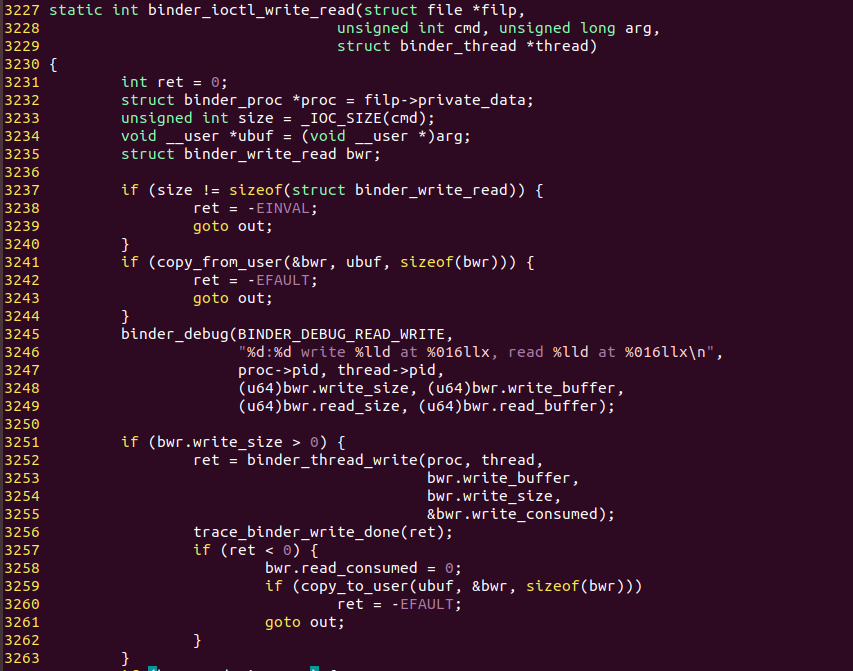 3227 static int binder_ioctl_write_read(struct file *filp,
3228                                 unsigned int cmd, unsigned long arg,
3229                                 struct binder_thread *thread)
3230 {
3231         int ret = 0;
3232         struct binder_proc *proc = filp->private_data;
3233         unsigned int size = _IOC_SIZE(cmd);
3234         void __user *ubuf = (void __user *)arg;
3235         struct binder_write_read bwr;
3236
3237         if (size != sizeof(struct binder_write_read)) {
3238                 ret = -EINVAL;
3239                 goto out;
3240         }
3241         if (copy_from_user(&bwr, ubuf, sizeof(bwr))) {
3242                 ret = -EFAULT;
3243                 goto out;
3244         }
3245         binder_debug(BINDER_DEBUG_READ_WRITE,
3246                      "%d:%d write %lld at %016llx, read %lld at %016llx\n",
3247                      proc->pid, thread->pid,
3248                      (u64)bwr.write_size, (u64)bwr.write_buffer,
3249                      (u64)bwr.read_size, (u64)bwr.read_buffer);
3250
3251         if (bwr.write_size > 0) {
3252                 ret = binder_thread_write(proc, thread,
3253                                           bwr.write_buffer,
3254                                           bwr.write_size,
3255                                           &bwr.write_consumed);
3256                 trace_binder_write_done(ret);
3257                 if (ret < 0) {
3258                         bwr.read_consumed = 0;
3259                         if (copy_to_user(ubuf, &bwr, sizeof(bwr)))
3260                                 ret = -EFAULT;
3261                         goto out;
3262                 }
3263         }